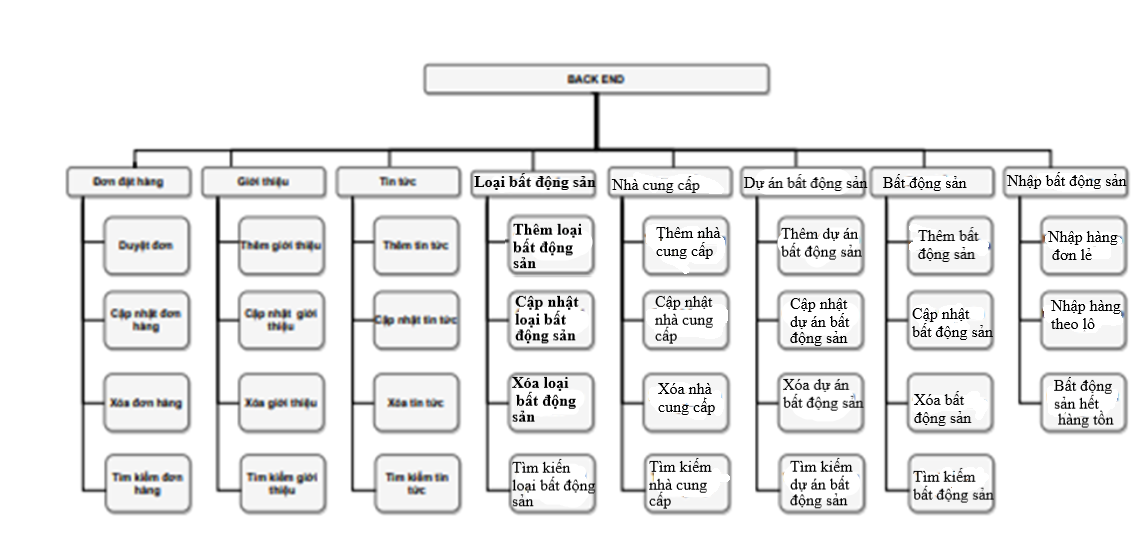 BACK END
Đơn đặt hàng
Giới thiệu
Tin tức
Loại bất động sản
Nhà cung cấp
Dự án bất động sản
Bất động sản
Nhập bất động sản
Duyệt đơn
Thêm giới thiệu
Thêm tin tức
Thêm loại
bất động
sản
Thêm nhà
cung cấp
Thêm dự án
bất động sản
Thêm bất
động sản
Nhập hàng
đơn lẻ
Cập nhật đơn
hàng
Cập nhật giới
thiệu
Cập nhật tin tức
Cập nhật
loại bất
động sản
Cập nhật
nhà cung
cấp
Cập nhật
dự án bất
động sản
Cập nhật
bất động sản
Nhập hàng
theo lô
Xóa đơn hàng
Xóa giới thiệu
Xóa tin tức
Xóa loại
bất động
sản
Xóa nhà
cung cấp
Xóa dự án
bất động sản
Xóa bất
động sản
Bất động
sản hết
hàng tồn
Tìm kiếm đơn
hàng
Tìm kiếm giới
thiệu
Tìm kiếm tin
tức
Tìm kiến
loại bất động
sản
Tìm kiếm
nhà cung
cấp
Tìm kiếm
dự án bất
động sản
Tìm kiếm
bất động sản